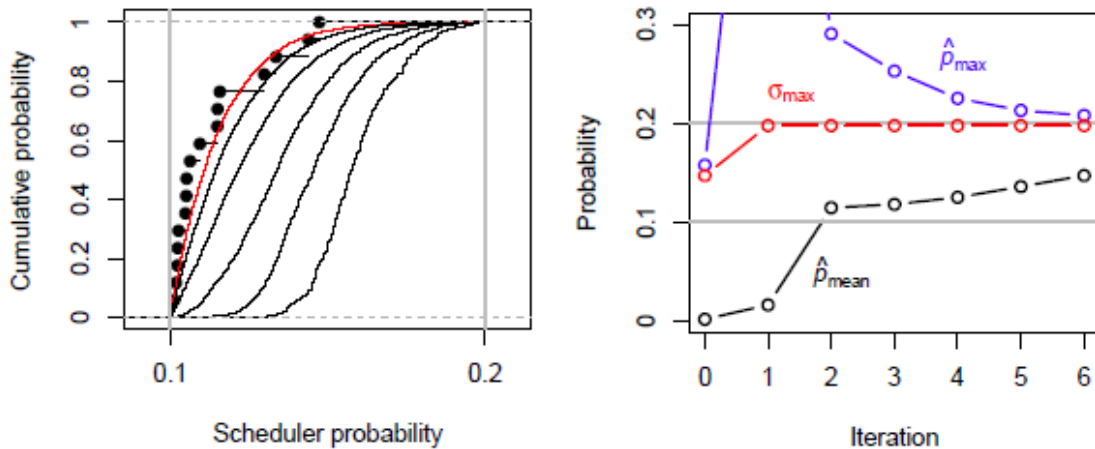 Cumulative probability
1
0.8
0.6
0.4
0.2
0
0.1
0.2
Scheduler probability
Probability
0.3
0.2
0.1
0
p̂max
σmax
p̂mean
0 1 2 3 4 5 6
Iteration